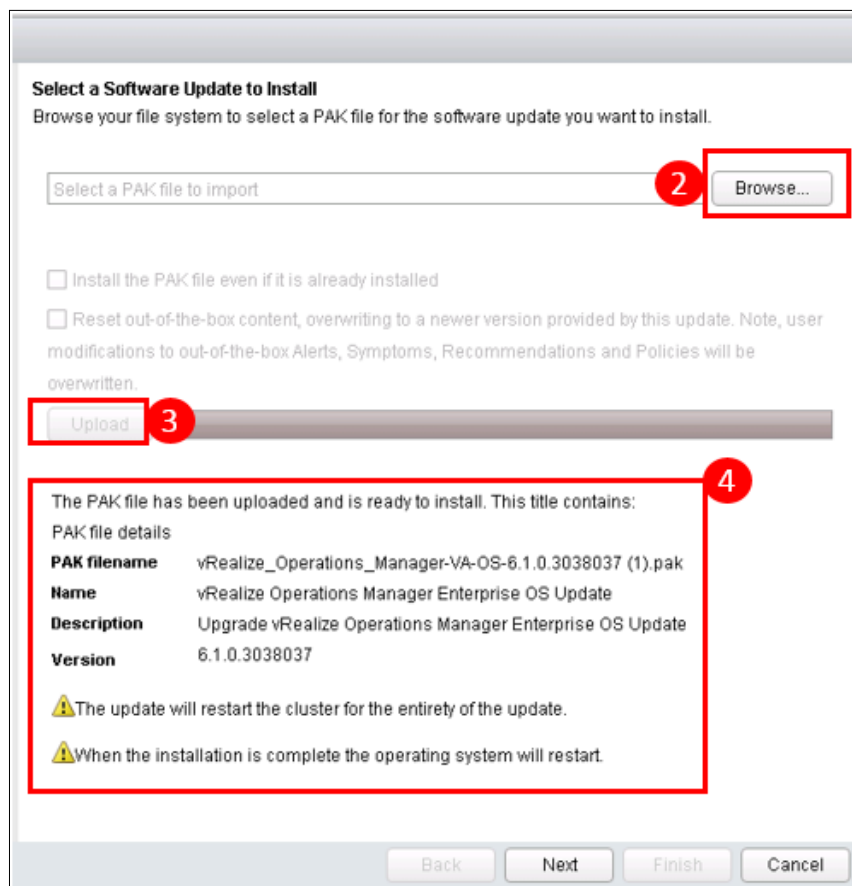 Select a Software Update to Install
Browse your file system to select a PAK file for the software update you want to install.
Select a PAK file to import
2
Browse...
Install the PAK file even if it is already installed
Reset out-of-the-box content, overwriting to a newer version provided by this update. Note, user
modifications to out-of-the-box Alerts, Symptoms, Recommendations and Policies will be
overwritten.
Upload
3
4
The PAK file has been uploaded and is ready to install. This title contains:
PAK file details
PAK filename vRealize_Operations_Manager-VA-OS-6.1.0.3038037 (1).pak
Name vRealize Operations Manager Enterprise OS Update
Description Upgrade vRealize Operations Manager Enterprise OS Update
Version 6.1.0.3038037
The update will restart the cluster for the entirety of the update.
When the installation is complete the operating system will restart.
Back Next Finish Cancel